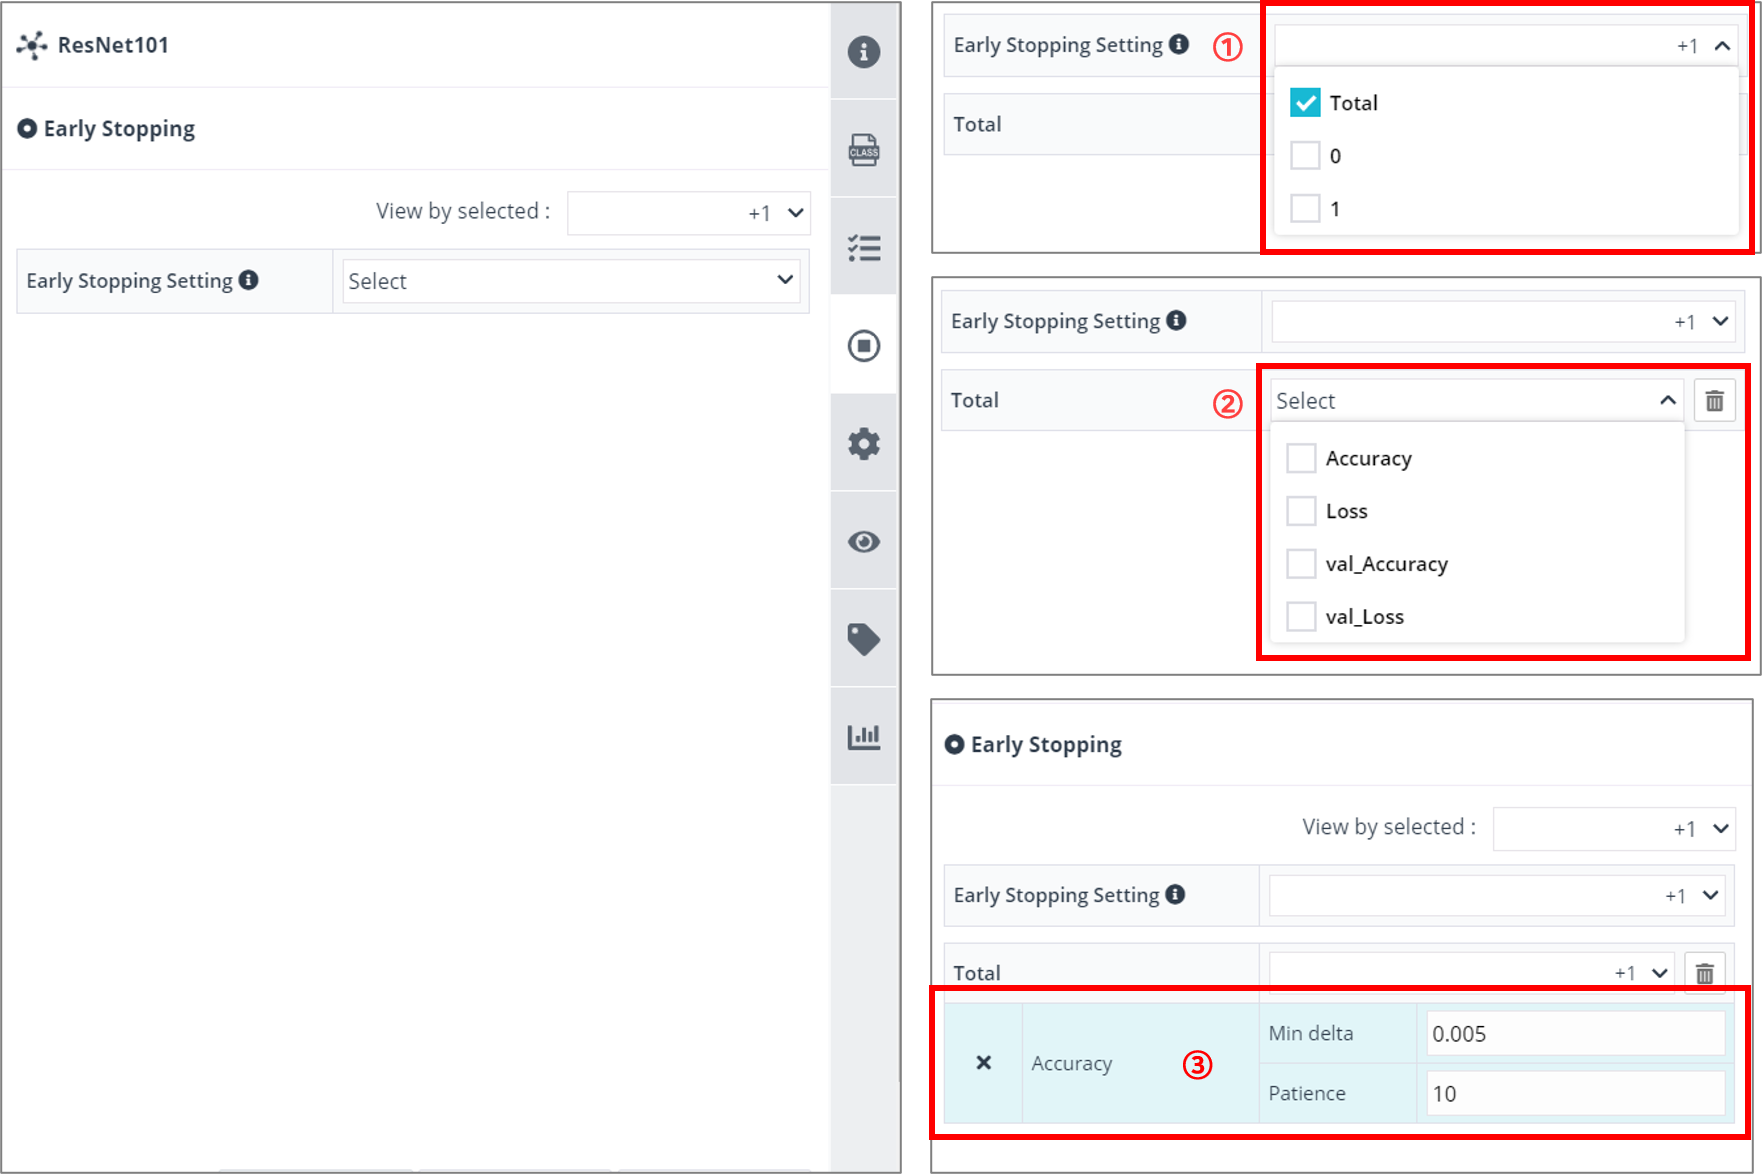 ResNet101
Early Stopping
View by selected :
+1
Early Stopping Setting
Select
CLASS
Early Stopping Setting
①
+1
Total
Total
0
1
Early Stopping Setting
+1
Total
②
Select
Accuracy
Loss
val_Accuracy
val_Loss
Early Stopping
View by selected :
+1
Early Stopping Setting
+1
Total
+1
Accuracy
③
Min delta
0.005
Patience
10